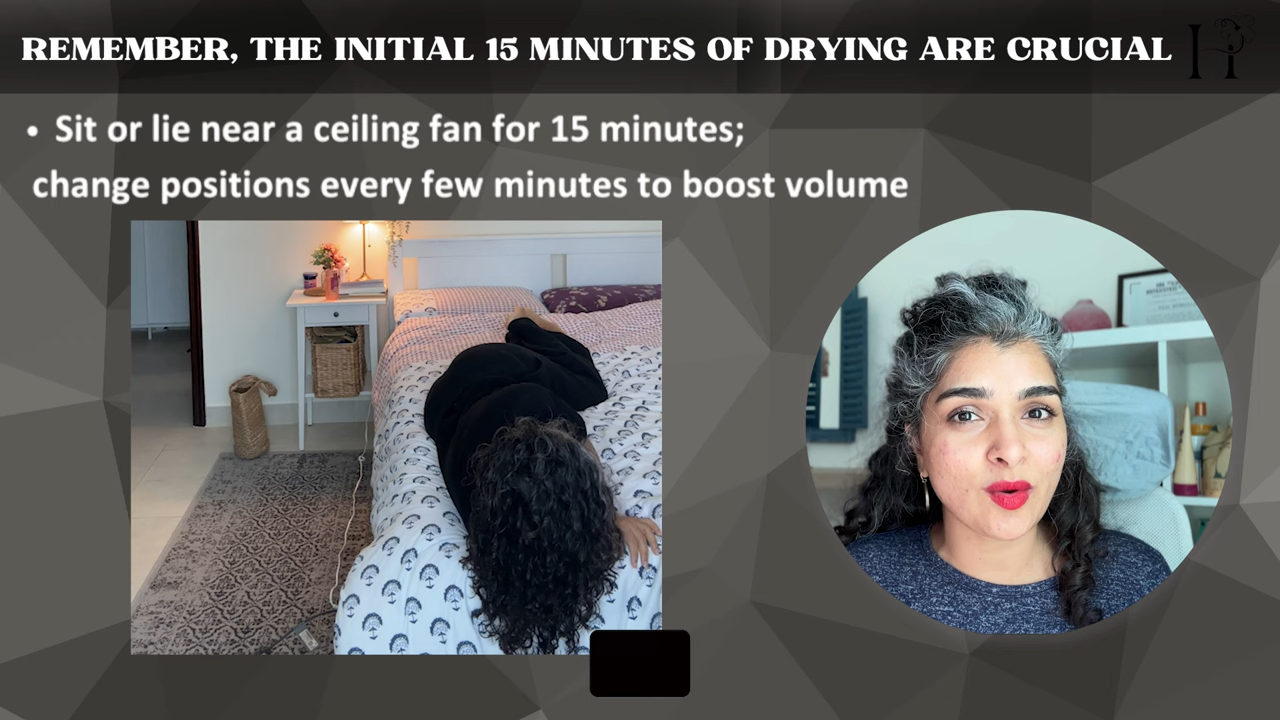 REMEMBER, THE INITIAL 15 MINUTES OF DRYING ARE CRUCIAL
• Sit or lie near a ceiling fan for 15 minutes;
change positions every few minutes to boost volume